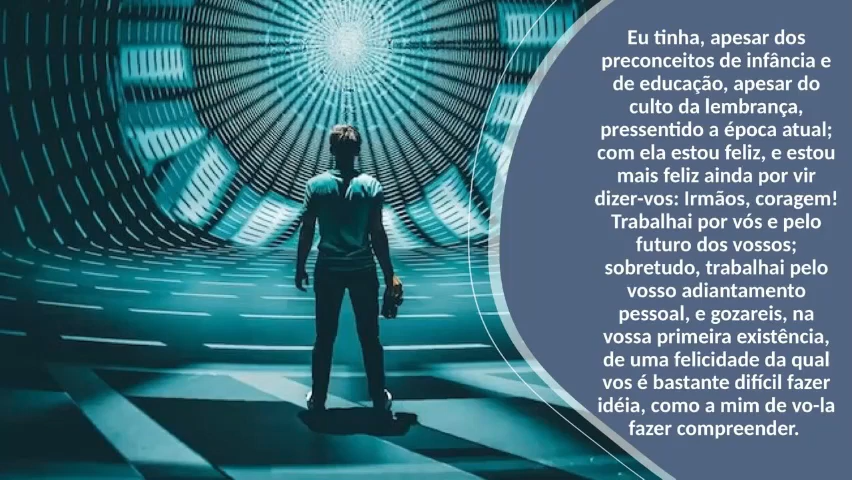 Eu tinha, apesar dos
preconceitos de infância e
de educação, apesar do
culto da lembrança,
pressentido a época atual;
com ela estou feliz, e estou
mais feliz ainda por vir
dizer-vos: Irmãos, coragem!
Trabalhai por vós e pelo
futuro dos vossos;
sobretudo, trabalhai pelo
vosso adiantamento
pessoal, e gozareis, na
vossa primeira existência,
de uma felicidade da qual
vos é bastante difícil fazer
idéia, como a mim de vo-la
fazer compreender.